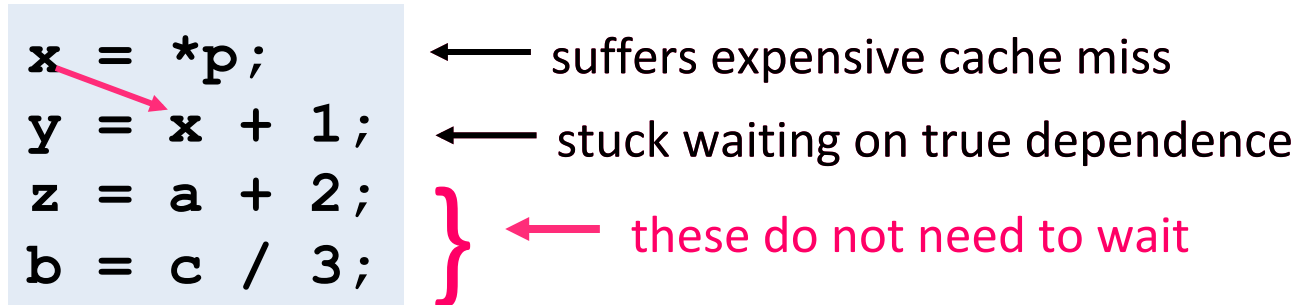 x = *p; suffers expensive cache miss
y = x + 1; stuck waiting on true dependence
z = a + 2;
b = c / 3; } these do not need to wait